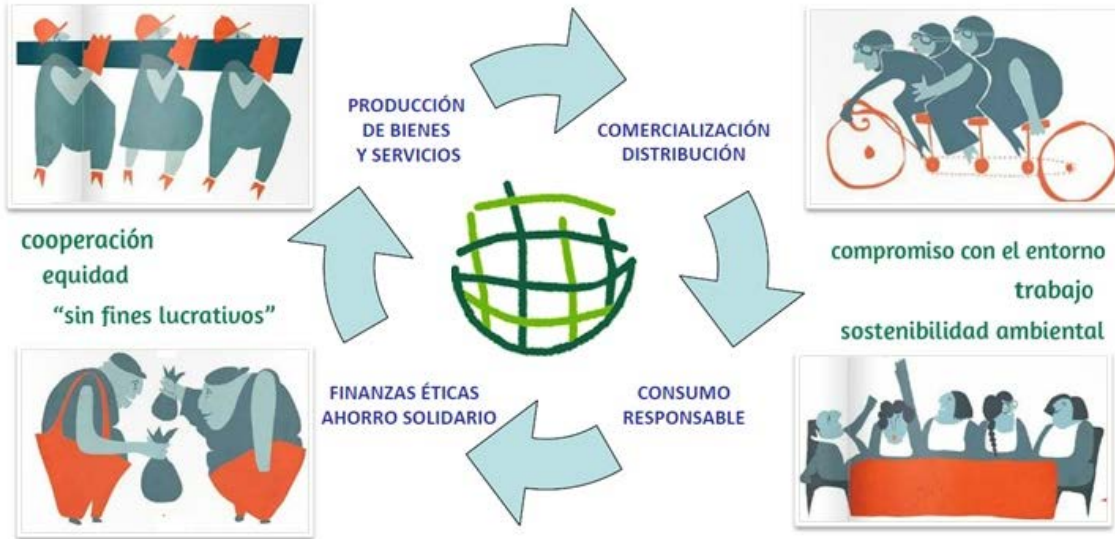 PRODUCCIÓN
DE BIENES
Y SERVICIOS
COMERCIALIZACIÓN
DISTRIBUCIÓN
cooperación
equidad
“sin fines lucrativos”
compromiso con el entorno
trabajo
sostenibilidad ambiental
FINANZAS ÉTICAS
AHORRO SOLIDARIO
CONSUMO
RESPONSABLE